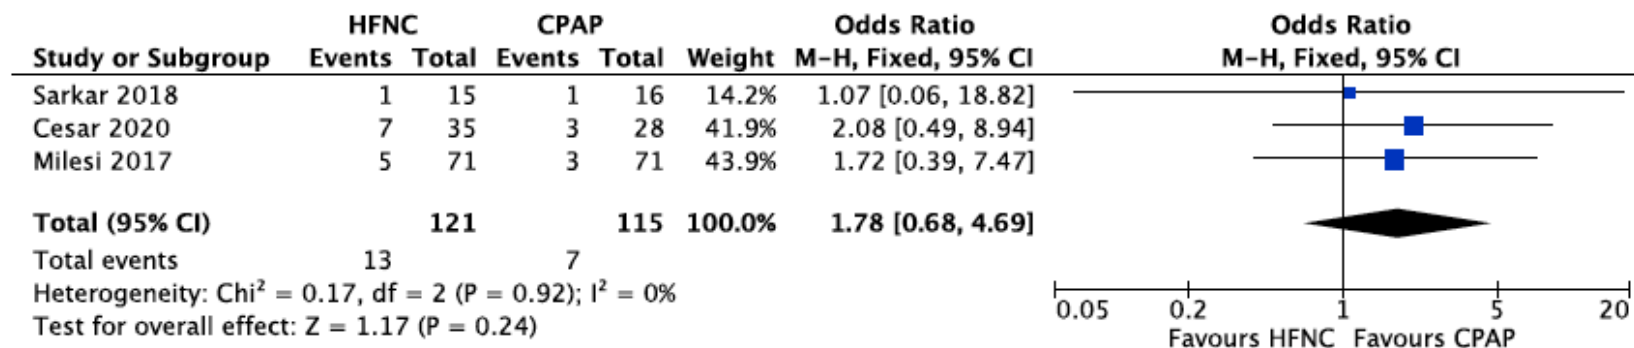 HFNC CPAP Odds Ratio Odds Ratio
Study or Subgroup Events Total Events Total Weight M-H, Fixed, 95% CI M-H, Fixed, 95% CI
Sarkar 2018 1 15 1 16 14.2% 1.07 [0.06, 18.82]
Cesar 2020 7 35 3 28 41.9% 2.08 [0.49, 8.94]
Milesi 2017 5 71 3 71 43.9% 1.72 [0.39, 7.47]
Total (95% CI) 121 115 100.0% 1.78 [0.68, 4.69]
Total events 13 7
Heterogeneity: Chi² = 0.17, df = 2 (P = 0.92); I² = 0%
Test for overall effect: Z = 1.17 (P = 0.24)
0.05 0.2 1 5 20
Favours HFNC Favours CPAP